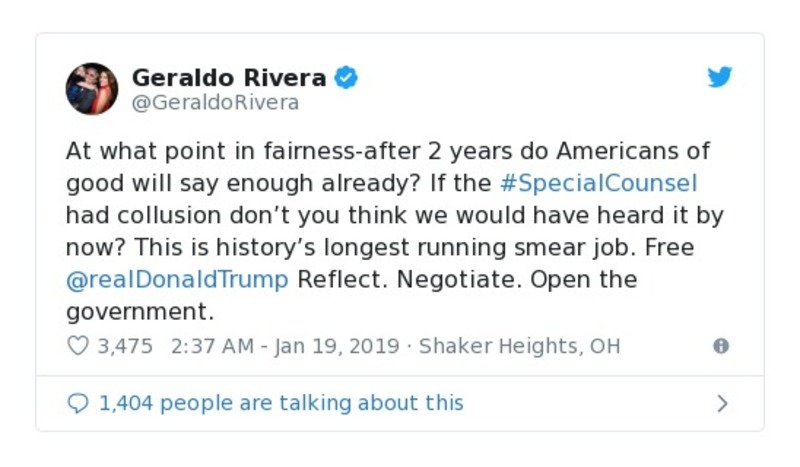 Geraldo Rivera
@GeraldoRivera
At what point in fairness-after 2 years do Americans of
good will say enough already? If the #SpecialCounsel
had collusion don’t you think we would have heard it by
now? This is history’s longest running smear job. Free
@realDonaldTrump Reflect. Negotiate. Open the
government.
3,475 2:37 AM - Jan 19, 2019 · Shaker Heights, OH
1,404 people are talking about this